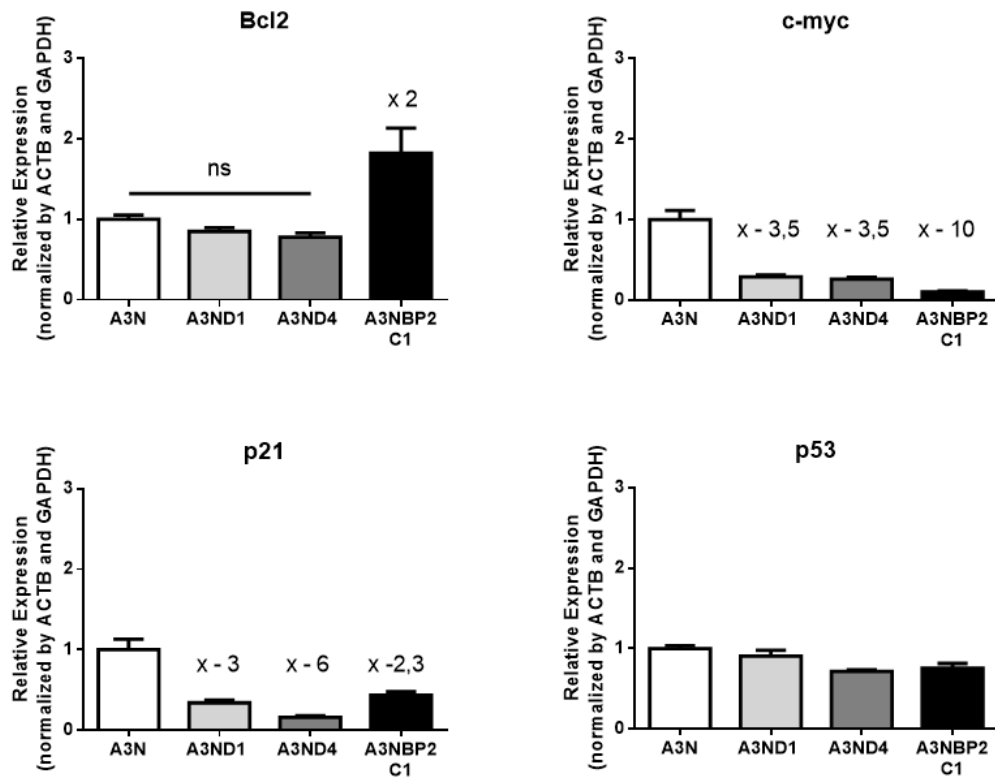 Bcl2
Relative Expression
(normalized by ACTB and GAPDH)
3
2
1
0
ns
x 2
A3N
A3ND1
A3ND4
A3NBP2
C1
c-myc
Relative Expression
(normalized by ACTB and GAPDH)
3
2
1
0
x - 3,5
x - 3,5
x - 10
A3N
A3ND1
A3ND4
A3NBP2
C1
p21
Relative Expression
(normalized by ACTB and GAPDH)
3
2
1
0
x - 3
x - 6
x -2,3
A3N
A3ND1
A3ND4
A3NBP2
C1
p53
Relative Expression
(normalized by ACTB and GAPDH)
3
2
1
0
A3N
A3ND1
A3ND4
A3NBP2
C1